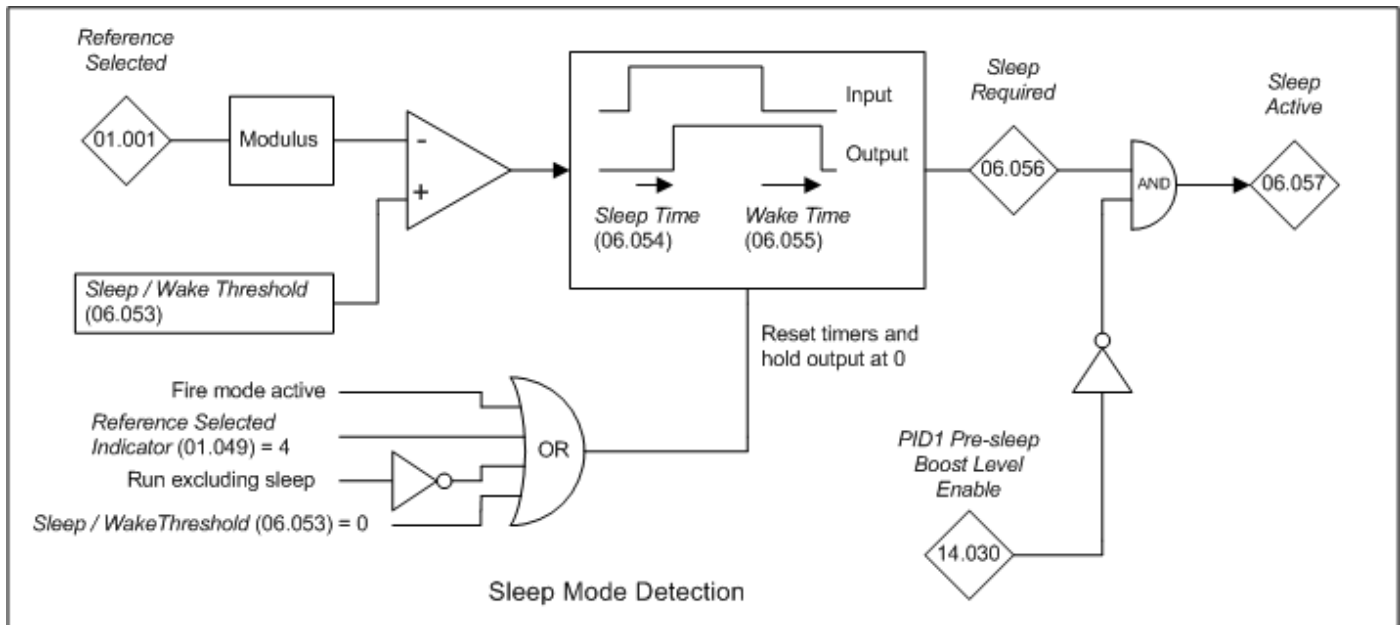 Reference
Selected
01.001
Modulus
-
+
Sleep / Wake Threshold
(06.053)
Input
Output
Sleep Time
(06.054)
Wake Time
(06.055)
Sleep
Required
06.056
AND
Sleep
Active
06.057
Reset timers and
hold output at 0
Fire mode active
Reference Selected
Indicator (01.049) = 4
Run excluding sleep
Sleep / WakeThreshold (06.053) = 0
OR
PID1 Pre-sleep
Boost Level
Enable
14.030
Sleep Mode Detection